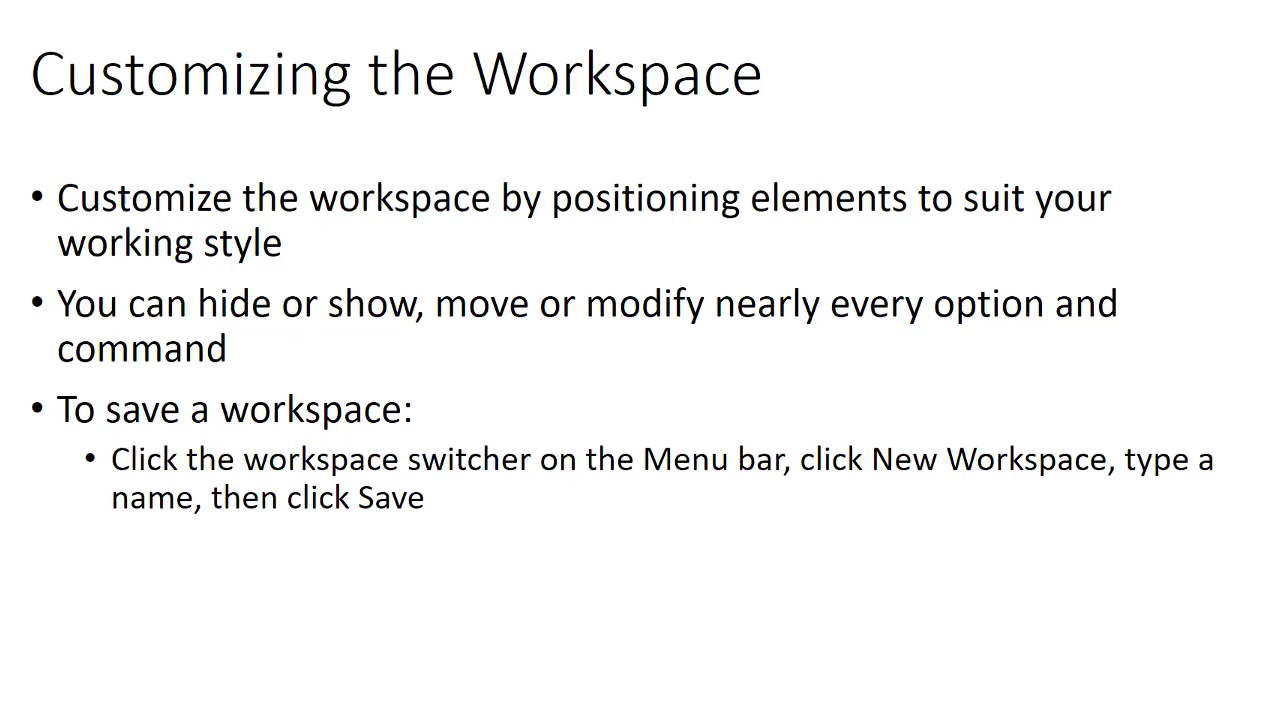 Customizing the Workspace
• Customize the workspace by positioning elements to suit your
working style
• You can hide or show, move or modify nearly every option and
command
• To save a workspace:
• Click the workspace switcher on the Menu bar, click New Workspace, type a
name, then click Save